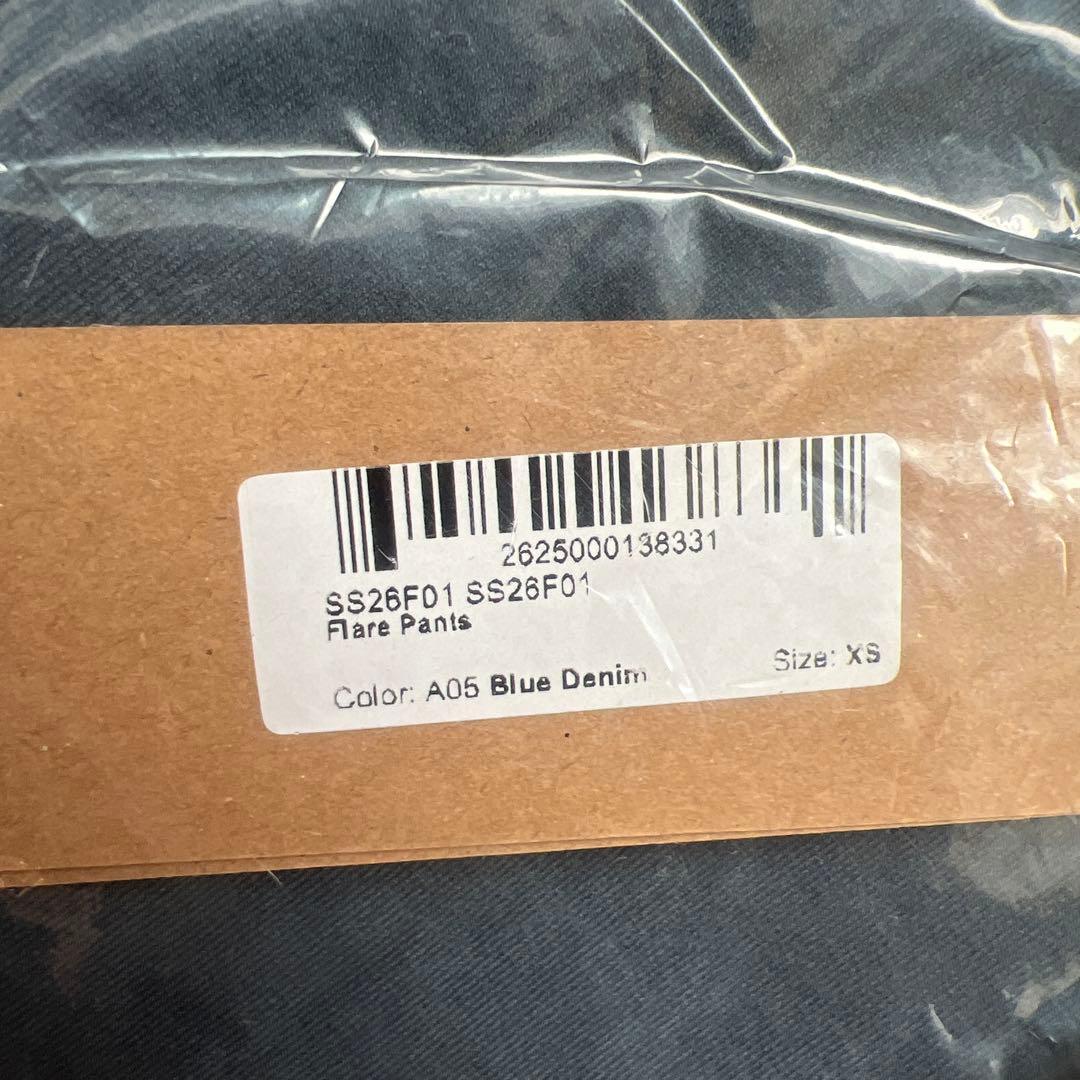 2625000138331
SS26F01 SS26F01
Flare Pants
Color: A05 Blue Denim
Size: XS